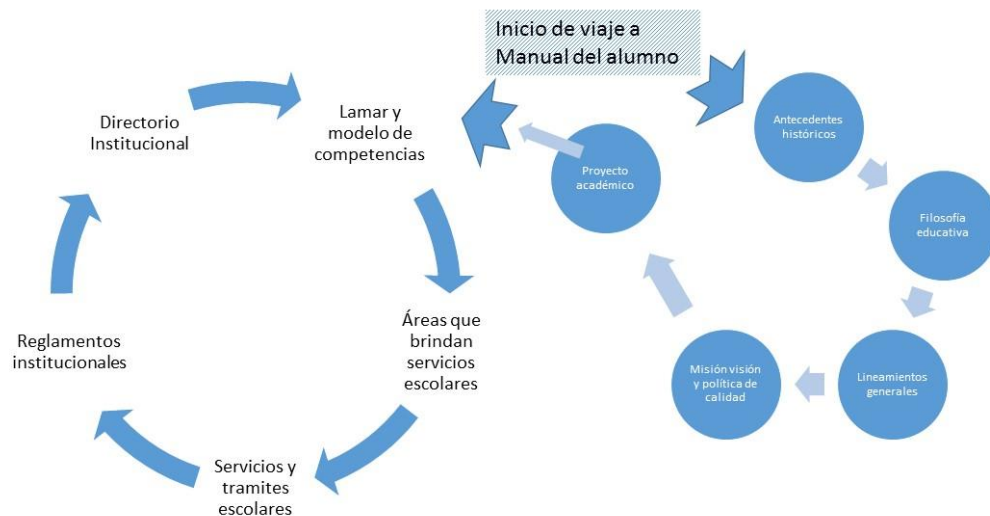 Inicio de viaje a
Manual del alumno
Antecedentes
históricos
Filosofía
educativa
Lineamientos
generales
Misión visión
y política de
calidad
Proyecto
académico
Lamar y
modelo de
competencias
Áreas que
brindan
servicios
escolares
Servicios y
tramites
escolares
Reglamentos
institucionales
Directorio
Institucional